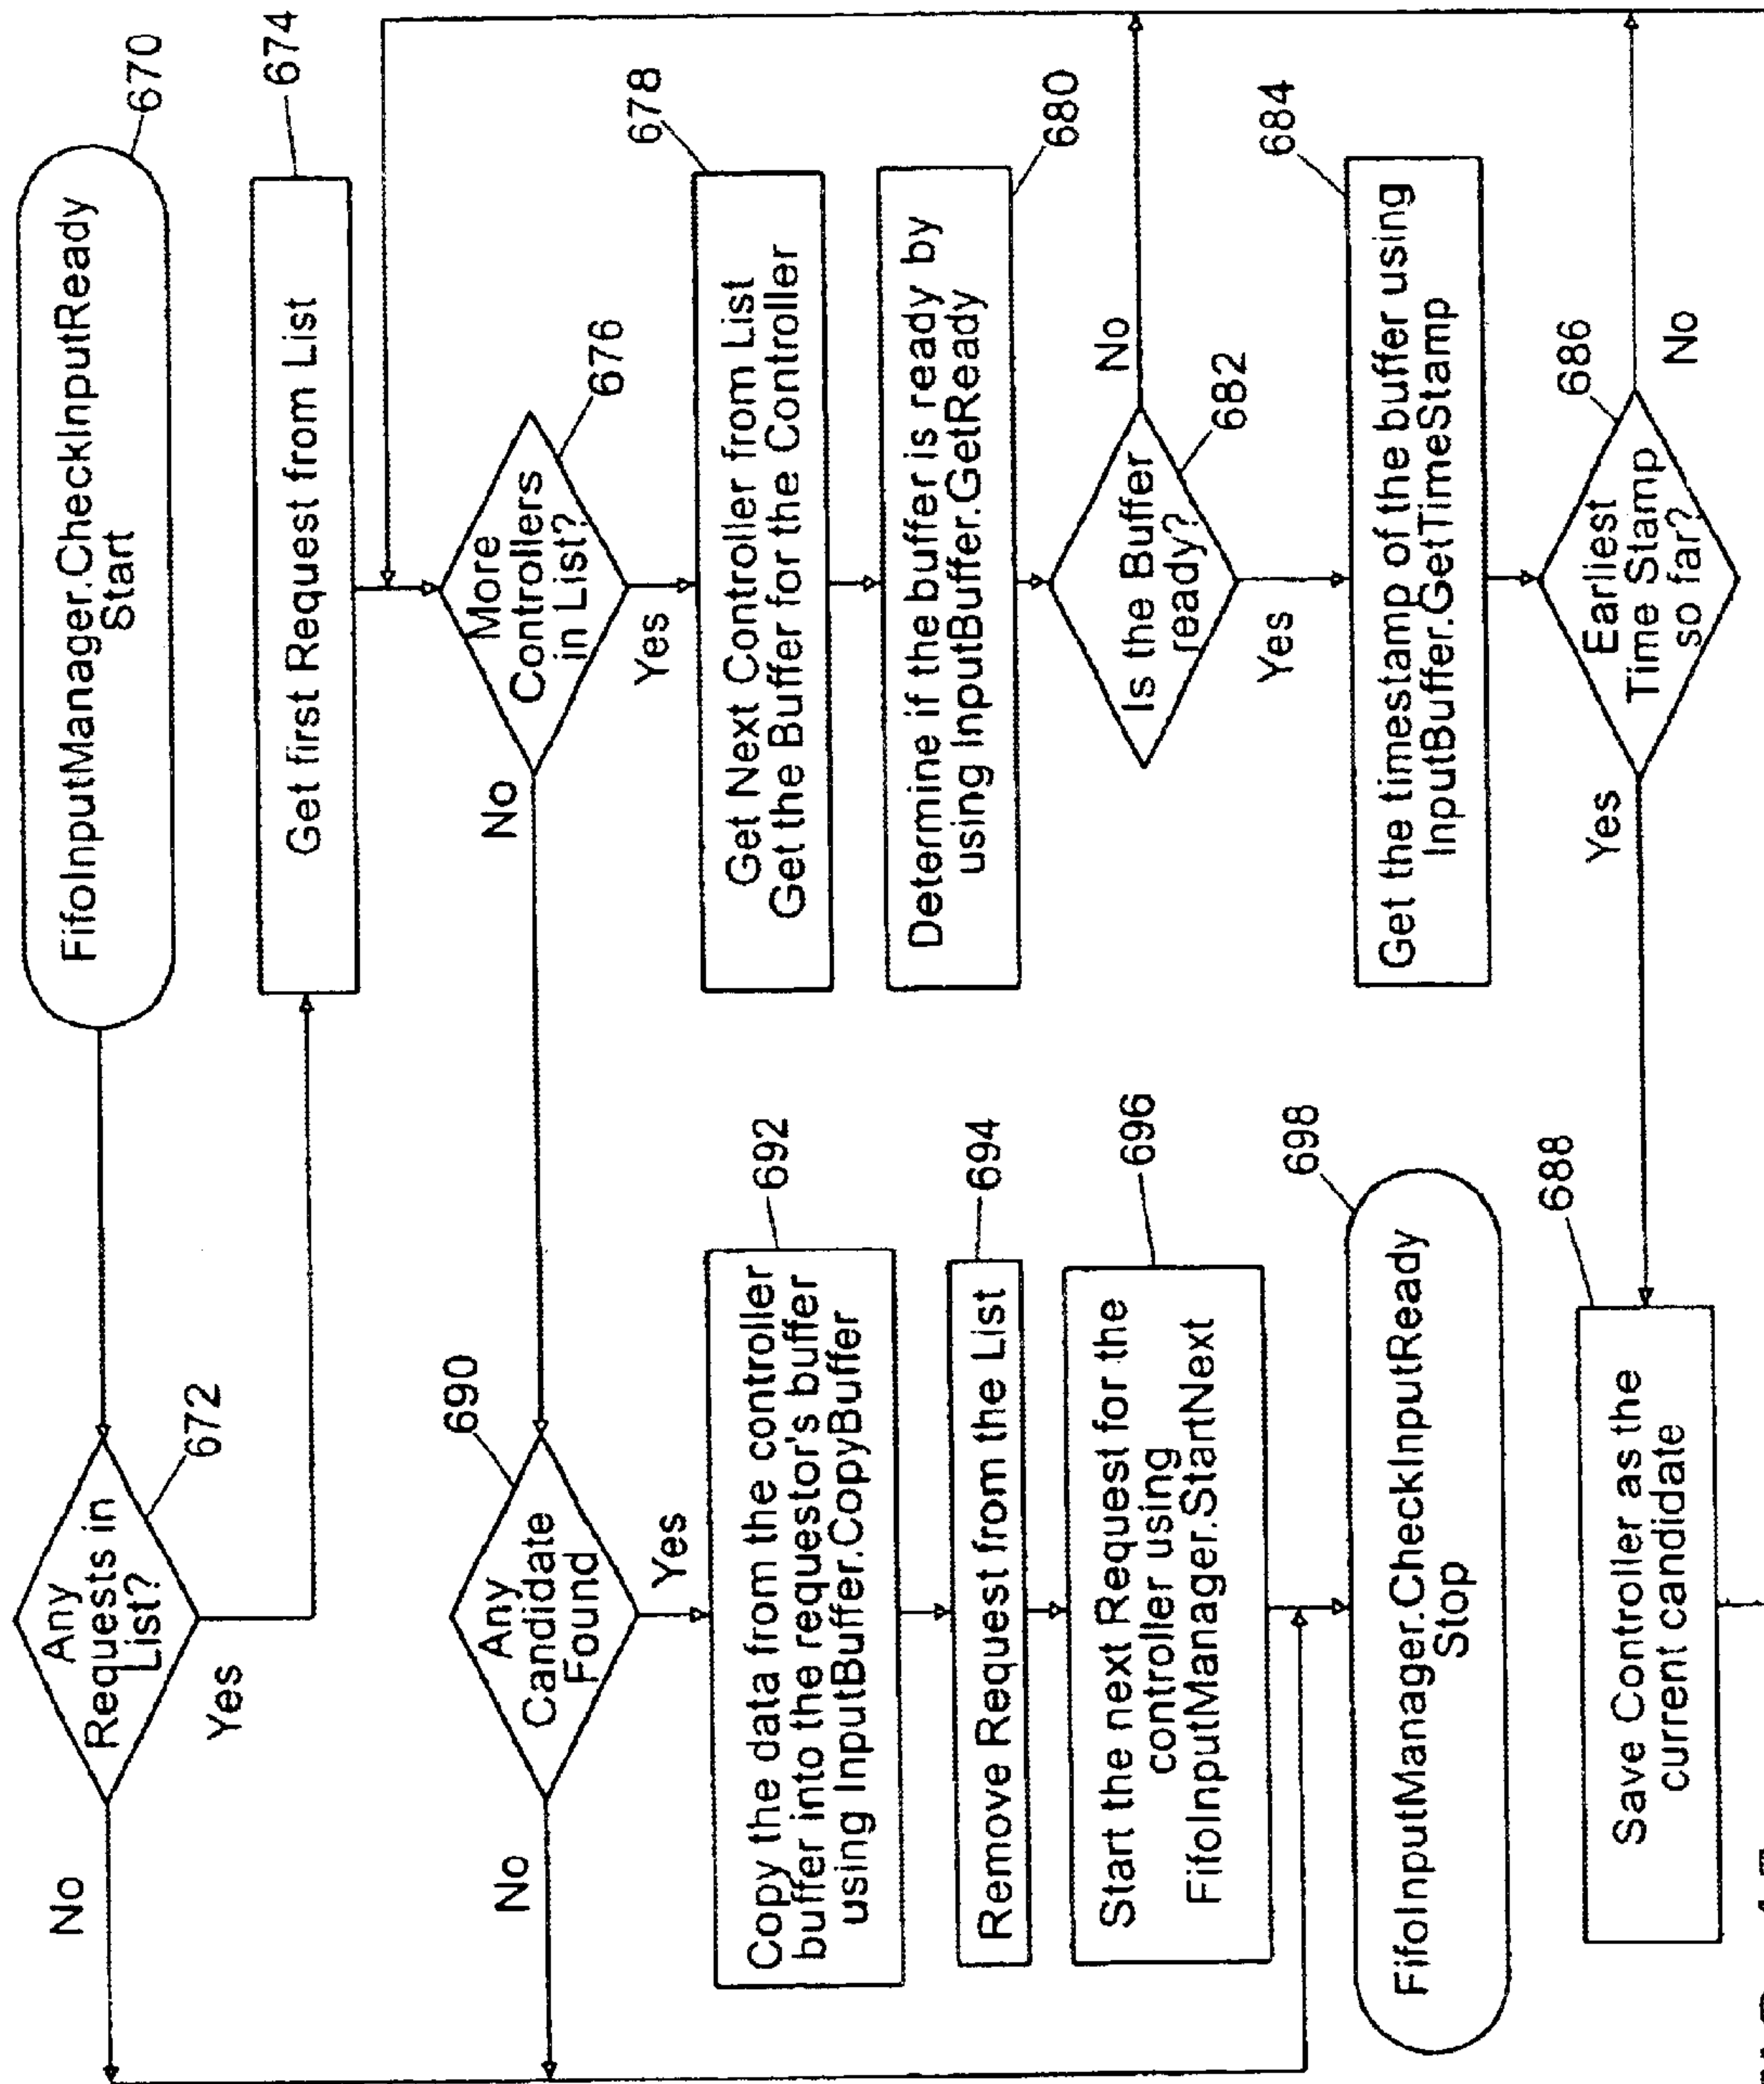 FifoInputManager.CheckInputReady
Start
670
Any
Requests in
List?
672
No
Yes
Get first Request from List
674
More
Controllers
in List?
676
No
Yes
Get Next Controller from List
Get the Buffer for the Controller
678
Determine if the buffer is ready by
using InputBuffer.GetReady
680
Is the Buffer
ready?
682
No
Yes
Get the timestamp of the buffer using
InputBuffer.GetTimeStamp
684
Earliest
Time Stamp
so far?
686
No
Yes
Save Controller as the
current candidate
688
Any
Candidate
Found
690
No
Yes
Copy the data from the controller
buffer into the requestor's buffer
using InputBuffer.CopyBuffer
692
Remove Request from the List
694
Start the next Request for the
controller using
FifoInputManager.StartNext
696
FifoInputManager.CheckInputReady
Stop
698